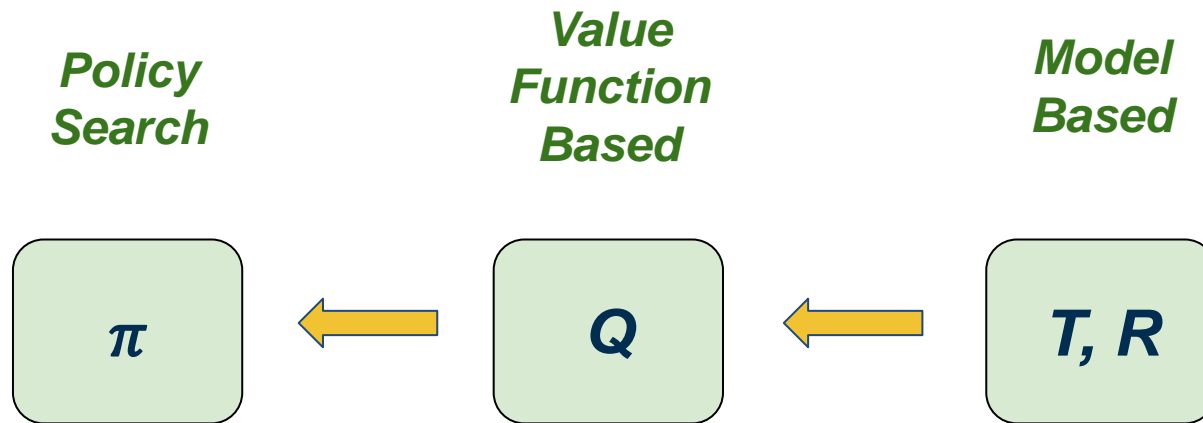 Policy
Search
Value
Function
Based
Model
Based
π
Q
T, R